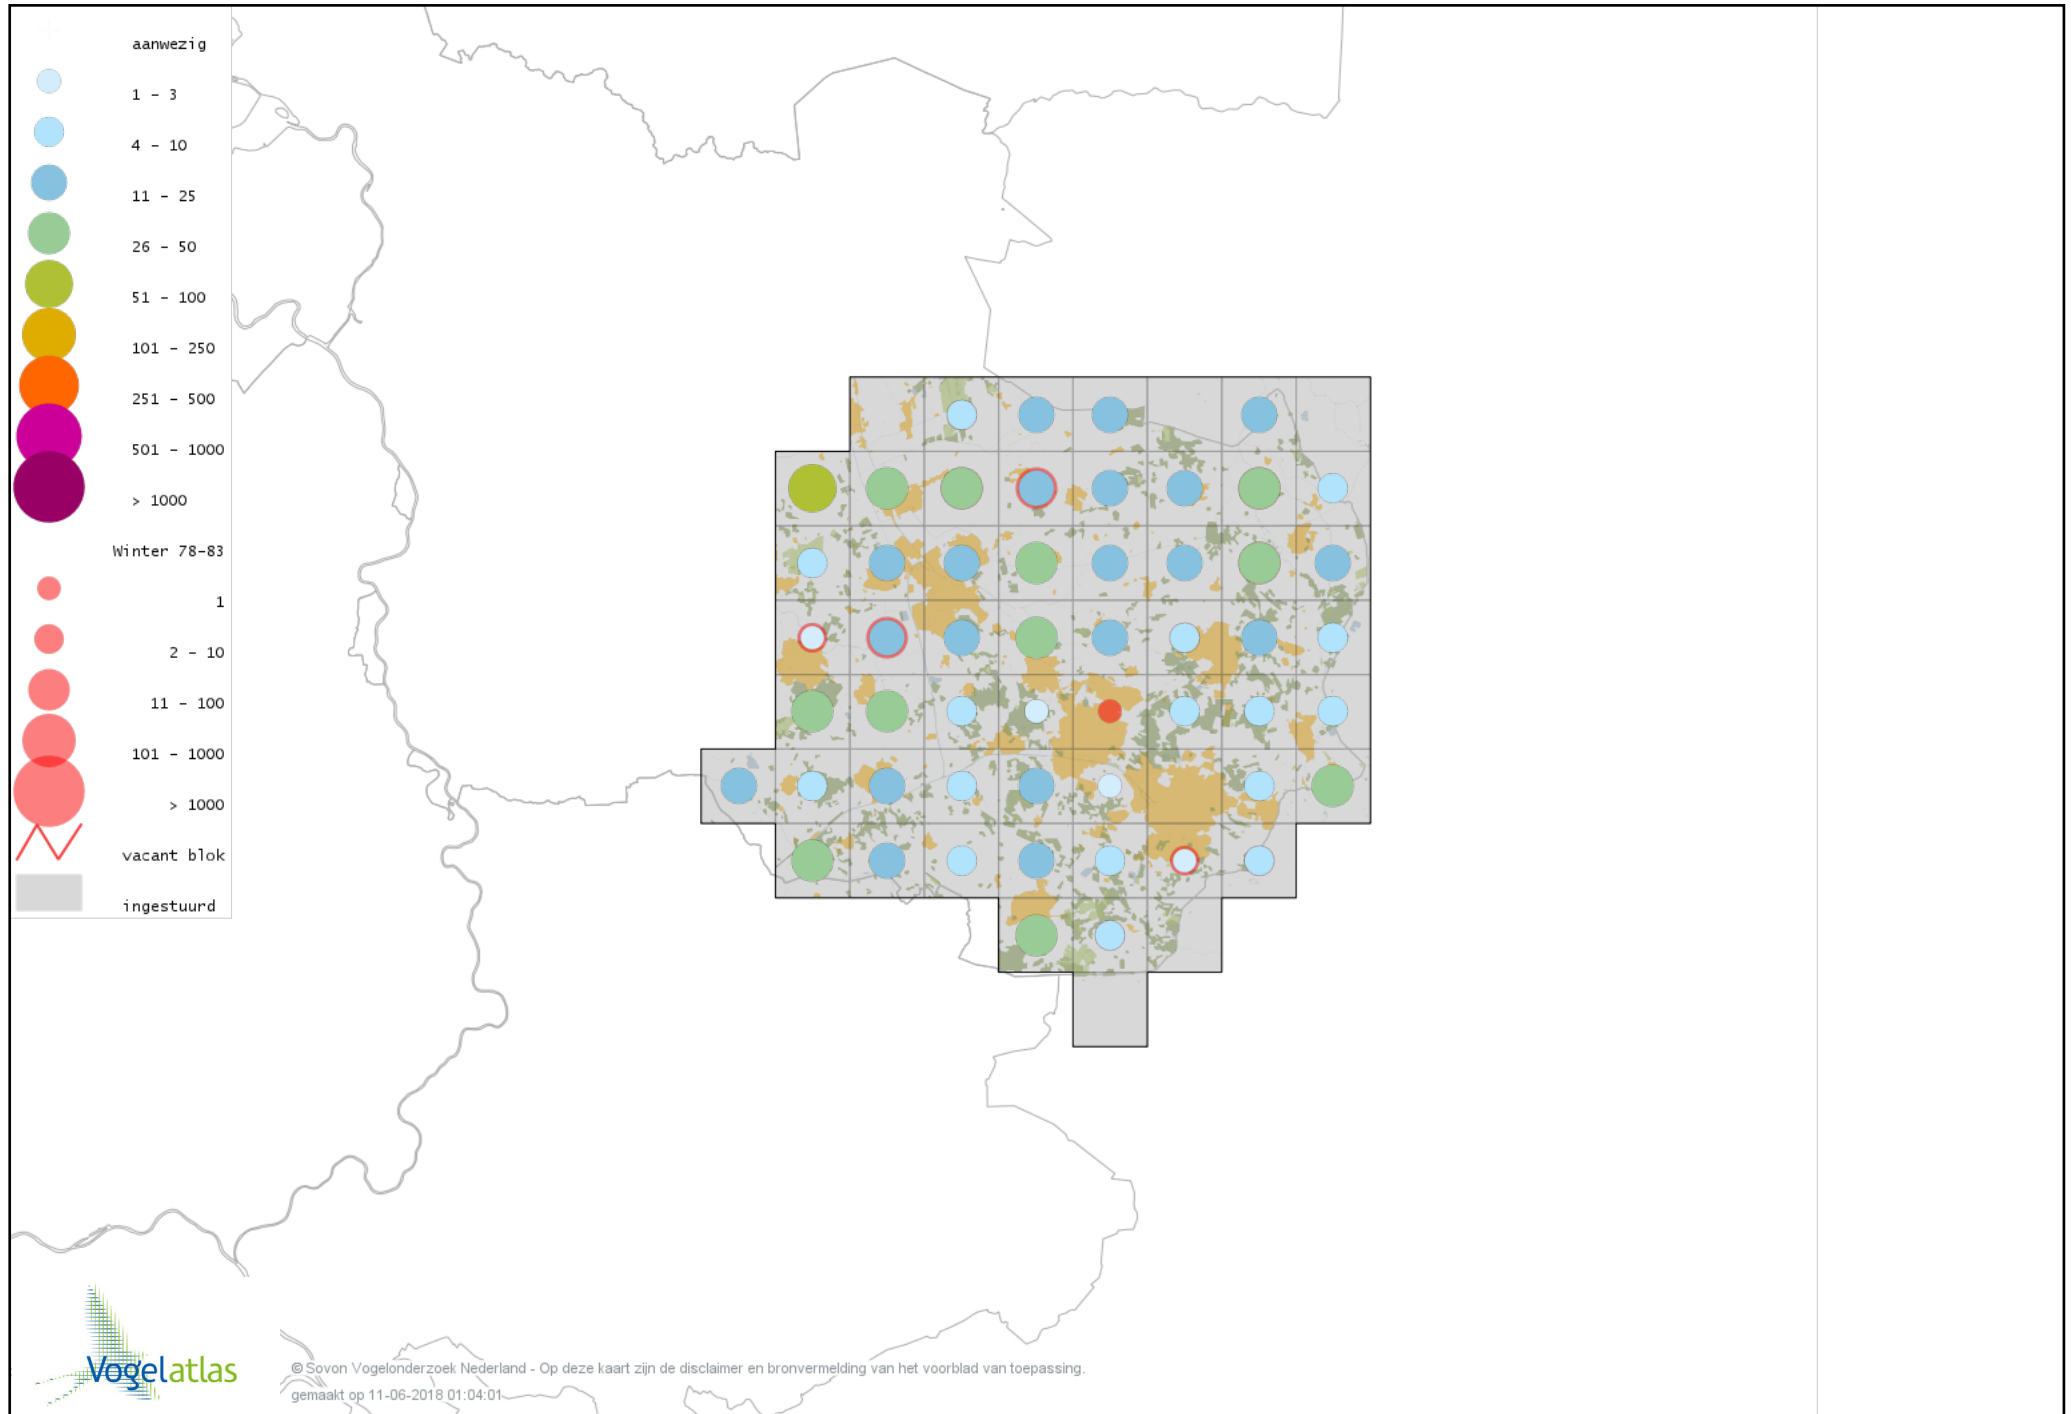 aanwezig
1 - 3
4 - 10
11 - 25
26 - 50
51 - 100
101 - 250
251 - 500
501 - 1000
> 1000
Winter 78-83
1
2 - 10
11 - 100
101 - 1000
> 1000
vacant blok
ingestuurd
Vogelatlas
© Sovon Vogelonderzoek Nederland - Op deze kaart zijn de disclaimer en bronvermelding van het voorblad van toepassing.
gemaakt op 11-06-2018 01:04:01